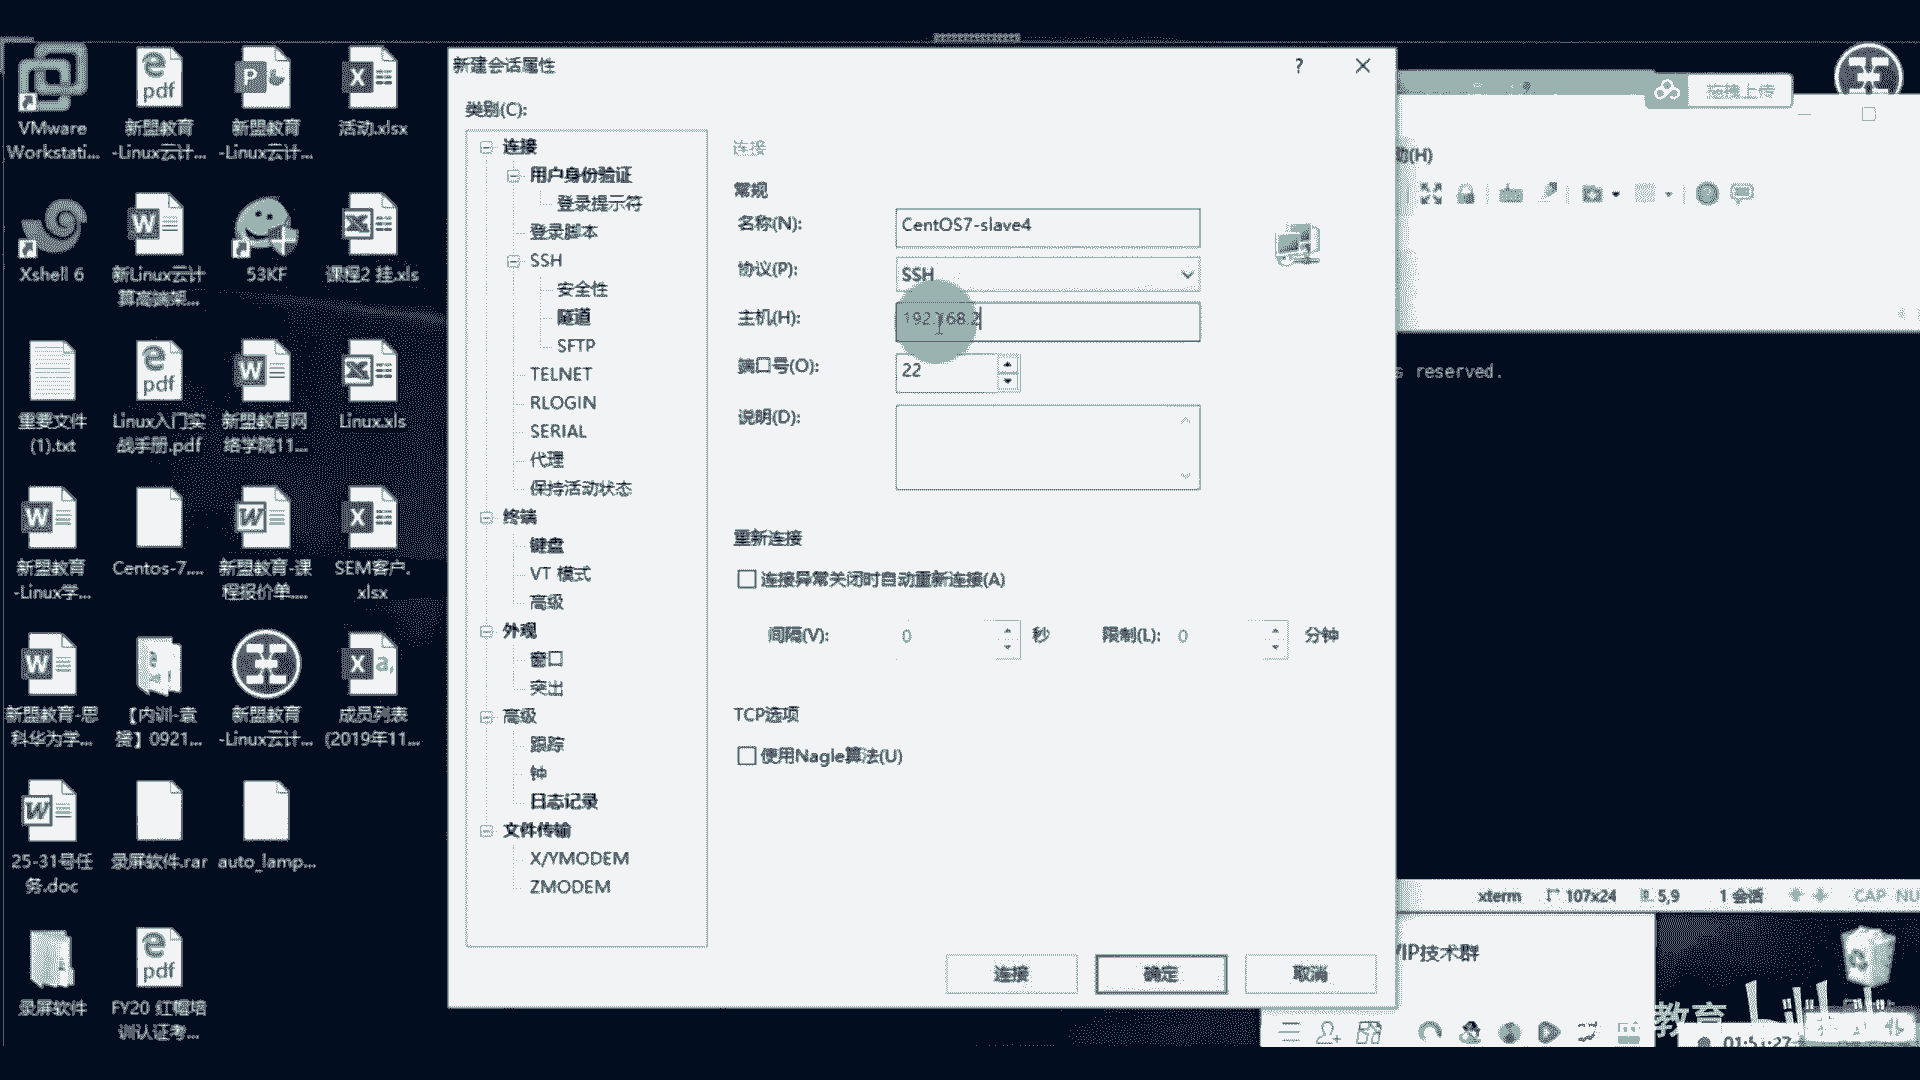 新建会话属性
?
类别(C):
连接
用户身份验证
登录提示符
登录脚本
SSH
安全性
隧道
SFTP
TELNET
RLOGIN
SERIAL
代理
保持活动状态
终端
键盘
VT 模式
高级
外观
窗口
突出
高级
跟踪
钟
日志记录
文件传输
X/YMODEM
ZMODEM
连接
常规
名称(N):
CentOS7-slave4
协议(P):
SSH
主机(H):
192.168.2
端口号(O):
22
说明(D):
重新连接
连接异常关闭时自动重新连接(A)
间隔(V):
0
秒
限制(L):
0
分钟
TCP选项
使用Nagle算法(U)
连接
确定
取消
VMware
Workstati...
新盟教育
-Linux云计...
新盟教育
-Linux云计...
活动.xlsx
Xshell 6
新Linux云计
算高端架...
53KF
课程2 挂.xls
重要文件
(1).txt
Linux入门实
战手册.pdf
新盟教育网
络学院11...
Linux.xls
新盟教育
-Linux学...
Centos-7....
新盟教育-课
程报价单....
SEM客户.
xlsx
新盟教育-思
科华为学...
【内训-袁
赟】0921...
新盟教育
-Linux云计...
成员列表
(2019年11...
25-31号任
务.doc
录屏软件.rar
auto_lamp...
录屏软件
FY20 红帽培
训认证考...
拖拽上传
助(H)
s reserved.
xterm
107x24
5,9
1 会话
CAP
NU
VIP技术群
教育